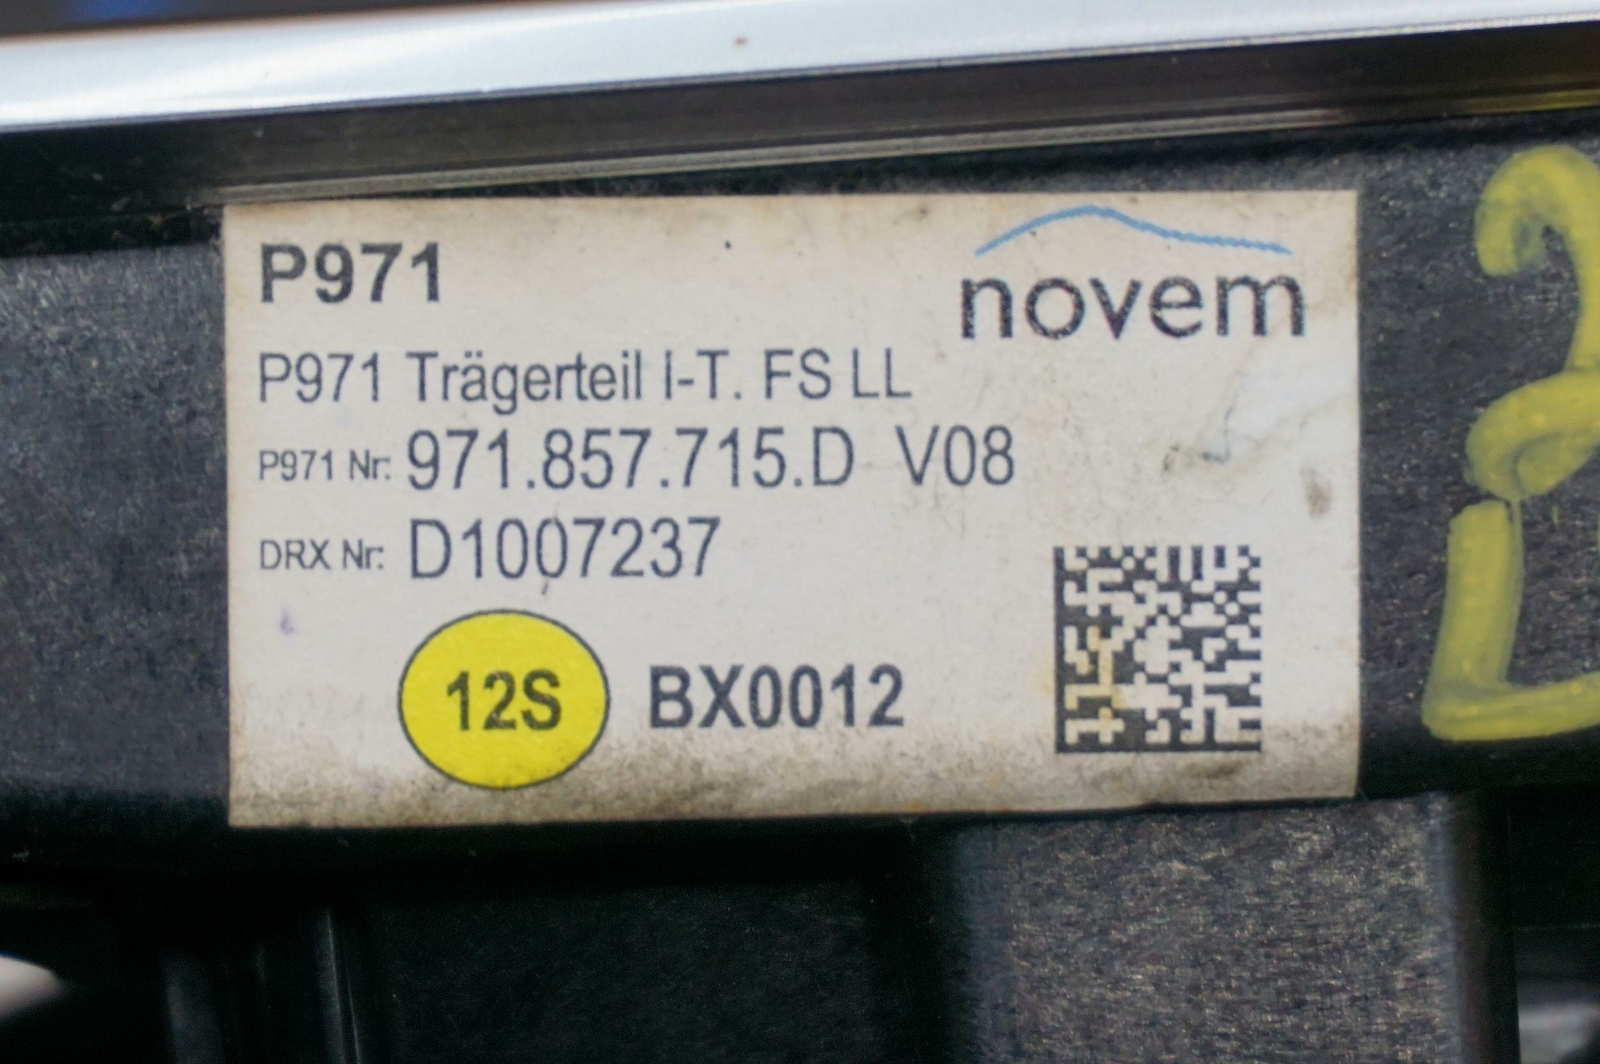 P971
novem
P971 Trägerteil I-T. FS LL
P971 Nr: 971.857.715.D V08
DRX Nr: D1007237
12S BX0012